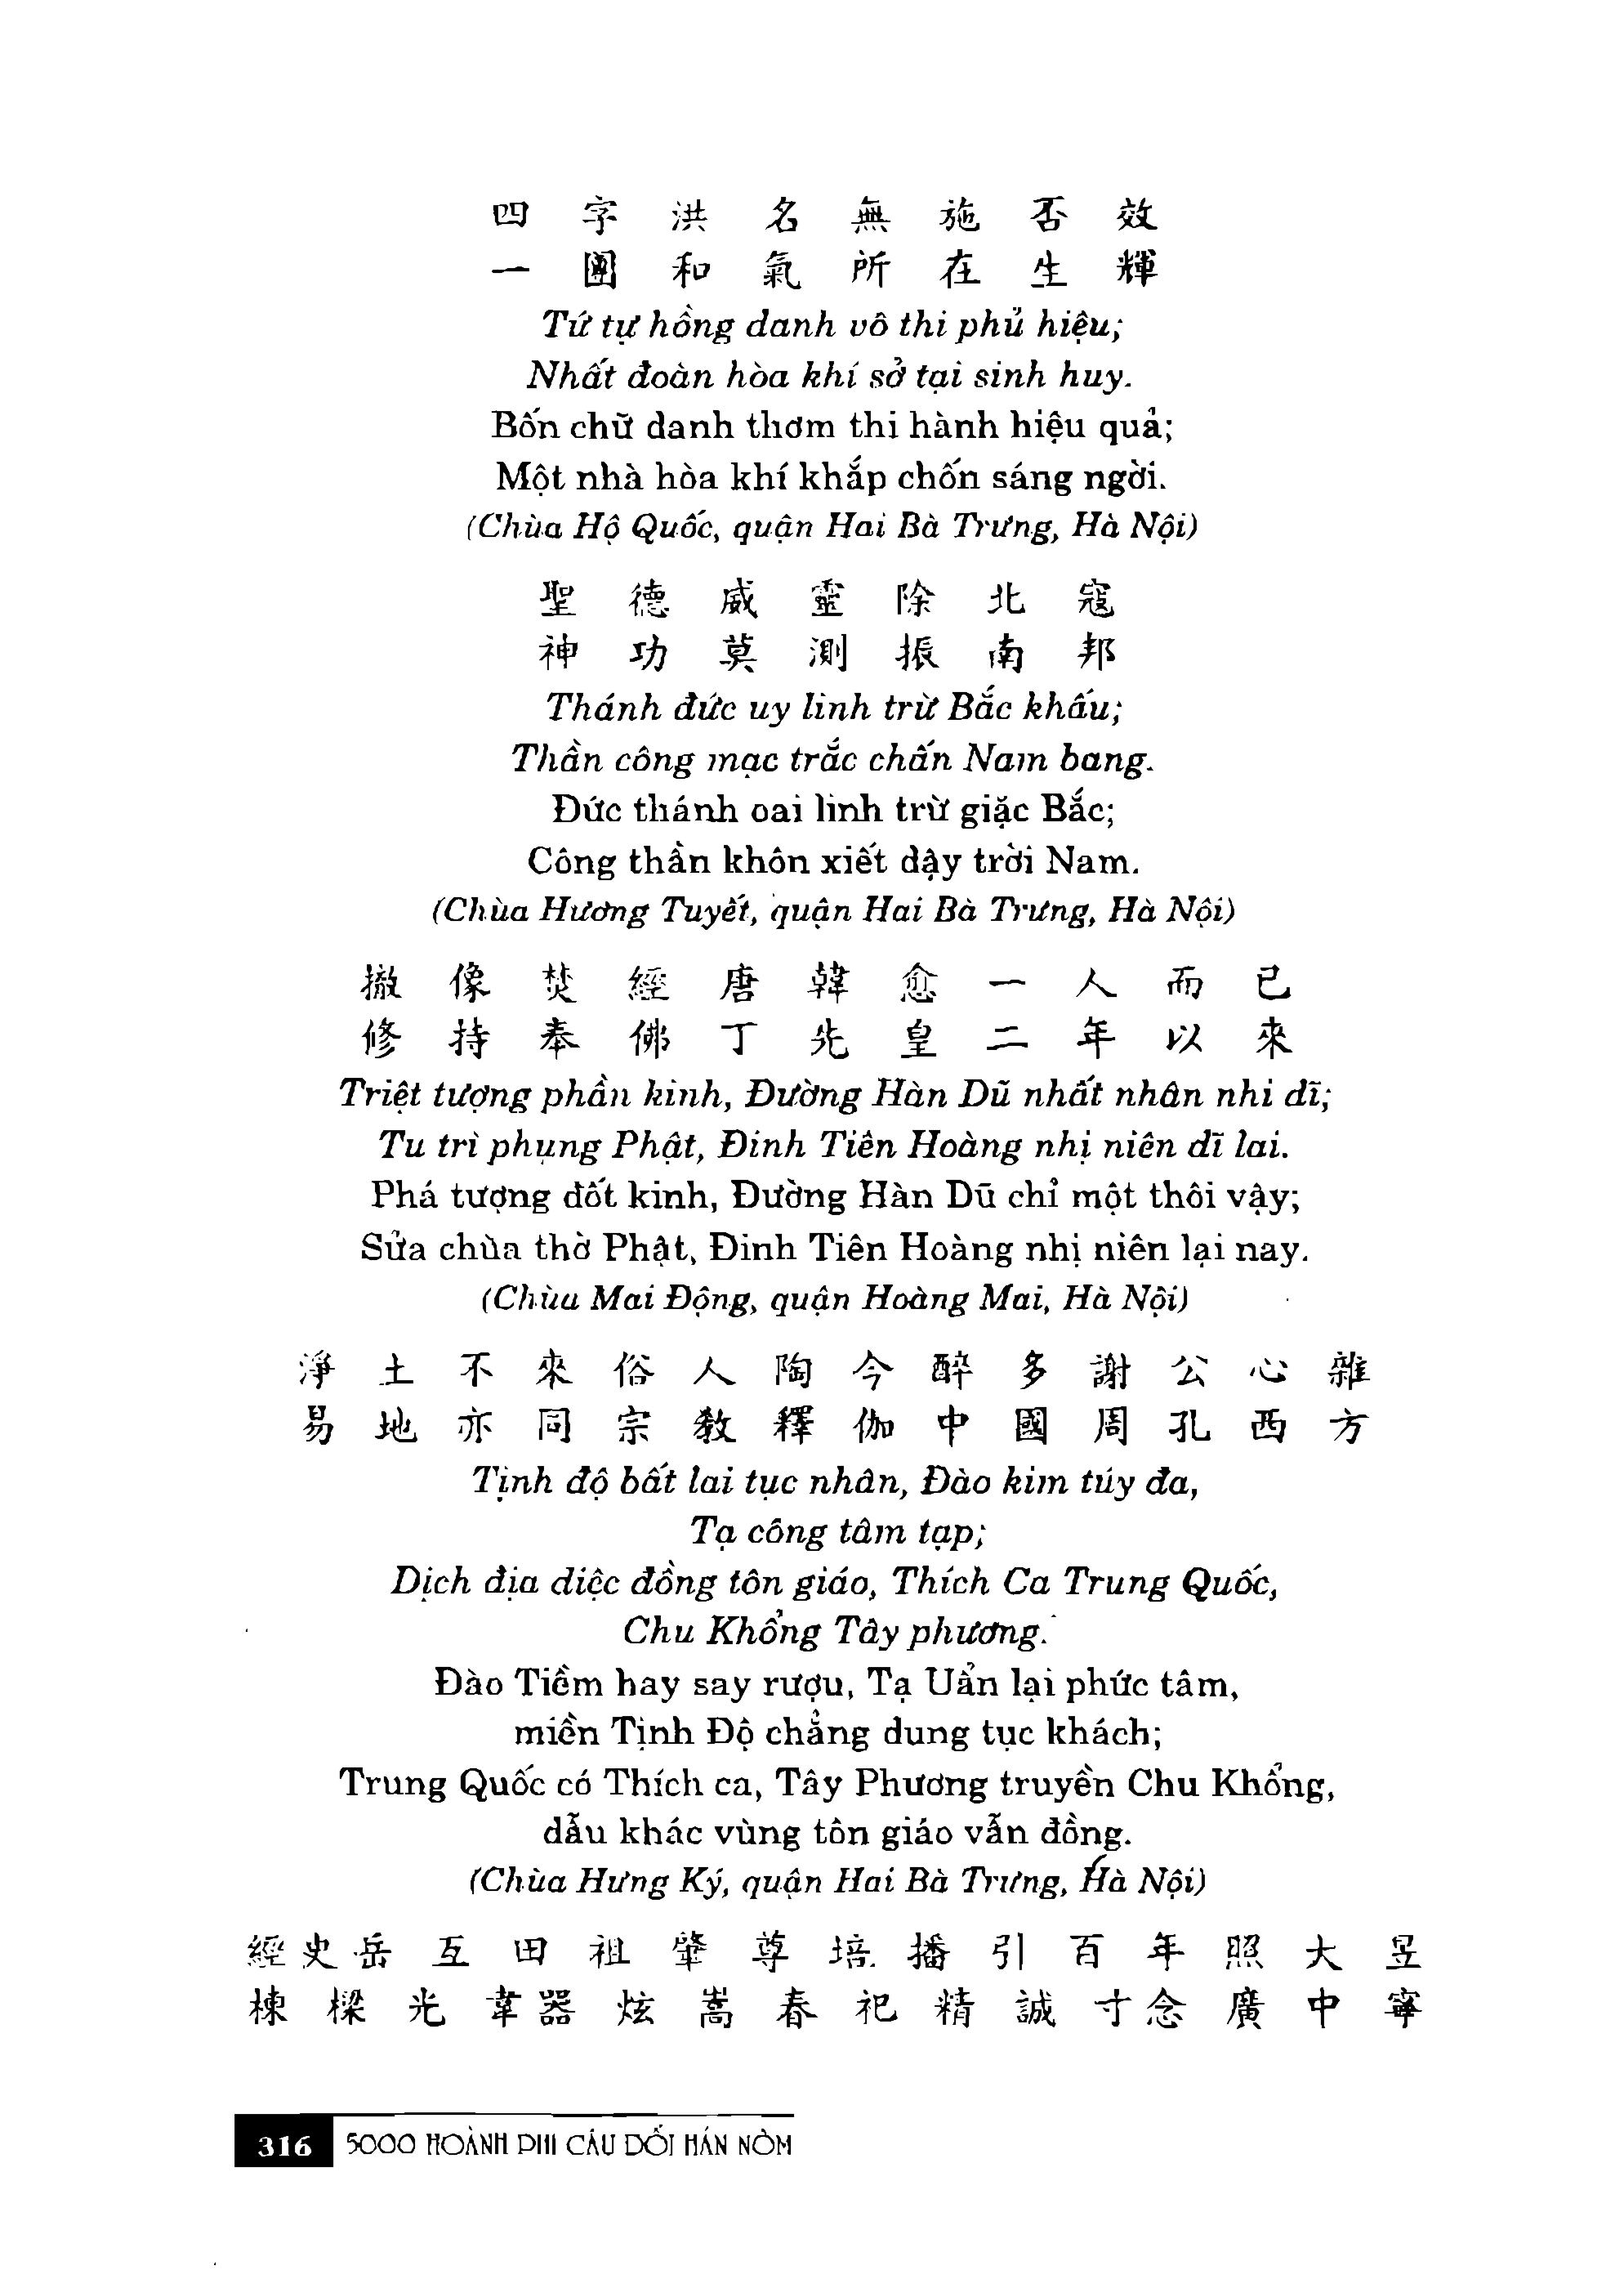 四字洪名無施否效
一團和氣所在生輝
Tứ tự hồng danh vô thi phủ hiệu;
Nhất đoàn hòa khí sở tại sinh huy.
Bốn chữ danh thơm thi hành hiệu quả;
Một nhà hòa khí khắp chốn sáng ngời.
(Chùa Hộ Quốc, quận Hai Bà Trưng, Hà Nội)
聖德威靈除北寇
神功莫測振南邦
Thánh đức uy linh trừ Bắc khấu;
Thần công mạc trắc chấn Nam bang.
Đức thánh oai linh trừ giặc Bắc;
Công thần khôn xiết dậy trời Nam.
(Chùa Hương Tuyết, quận Hai Bà Trưng, Hà Nội)
撤像焚經唐韓愈一人而已
修持奉佛丁先皇二年以來
Triệt tượng phần kinh, Đường Hàn Dũ nhất nhân nhi dĩ;
Tu trì phụng Phật, Đinh Tiên Hoàng nhị niên dĩ lai.
Phá tượng đốt kinh, Đường Hàn Dũ chỉ một thôi vậy;
Sửa chùa thờ Phật, Đinh Tiên Hoàng nhị niên lại nay.
(Chùa Mai Động, quận Hoàng Mai, Hà Nội)
淨土不來俗人陶今醉多謝公心雜
易地亦同宗教釋伽中國周孔西方
Tịnh độ bất lai tục nhân, Đào kim túy đa,
Tạ công tâm tạp;
Dịch địa diệc đồng tôn giáo, Thích Ca Trung Quốc,
Chu Khổng Tây phương.
Đào Tiềm hay say rượu, Tạ Uẩn lại phức tâm,
miền Tịnh Độ chẳng dung tục khách;
Trung Quốc có Thích ca, Tây Phương truyền Chu Khổng,
dẫu khác vùng tôn giáo vẫn đồng.
(Chùa Hưng Ký, quận Hai Bà Trưng, Hà Nội)
經史岳互田祖肇尊培播引百年照大昱
棟樑光韋器炫嵩春祀精誠寸念廣中寧
316 5000 HOÀNH PHI CÂU ĐỐI HÁN NÔM